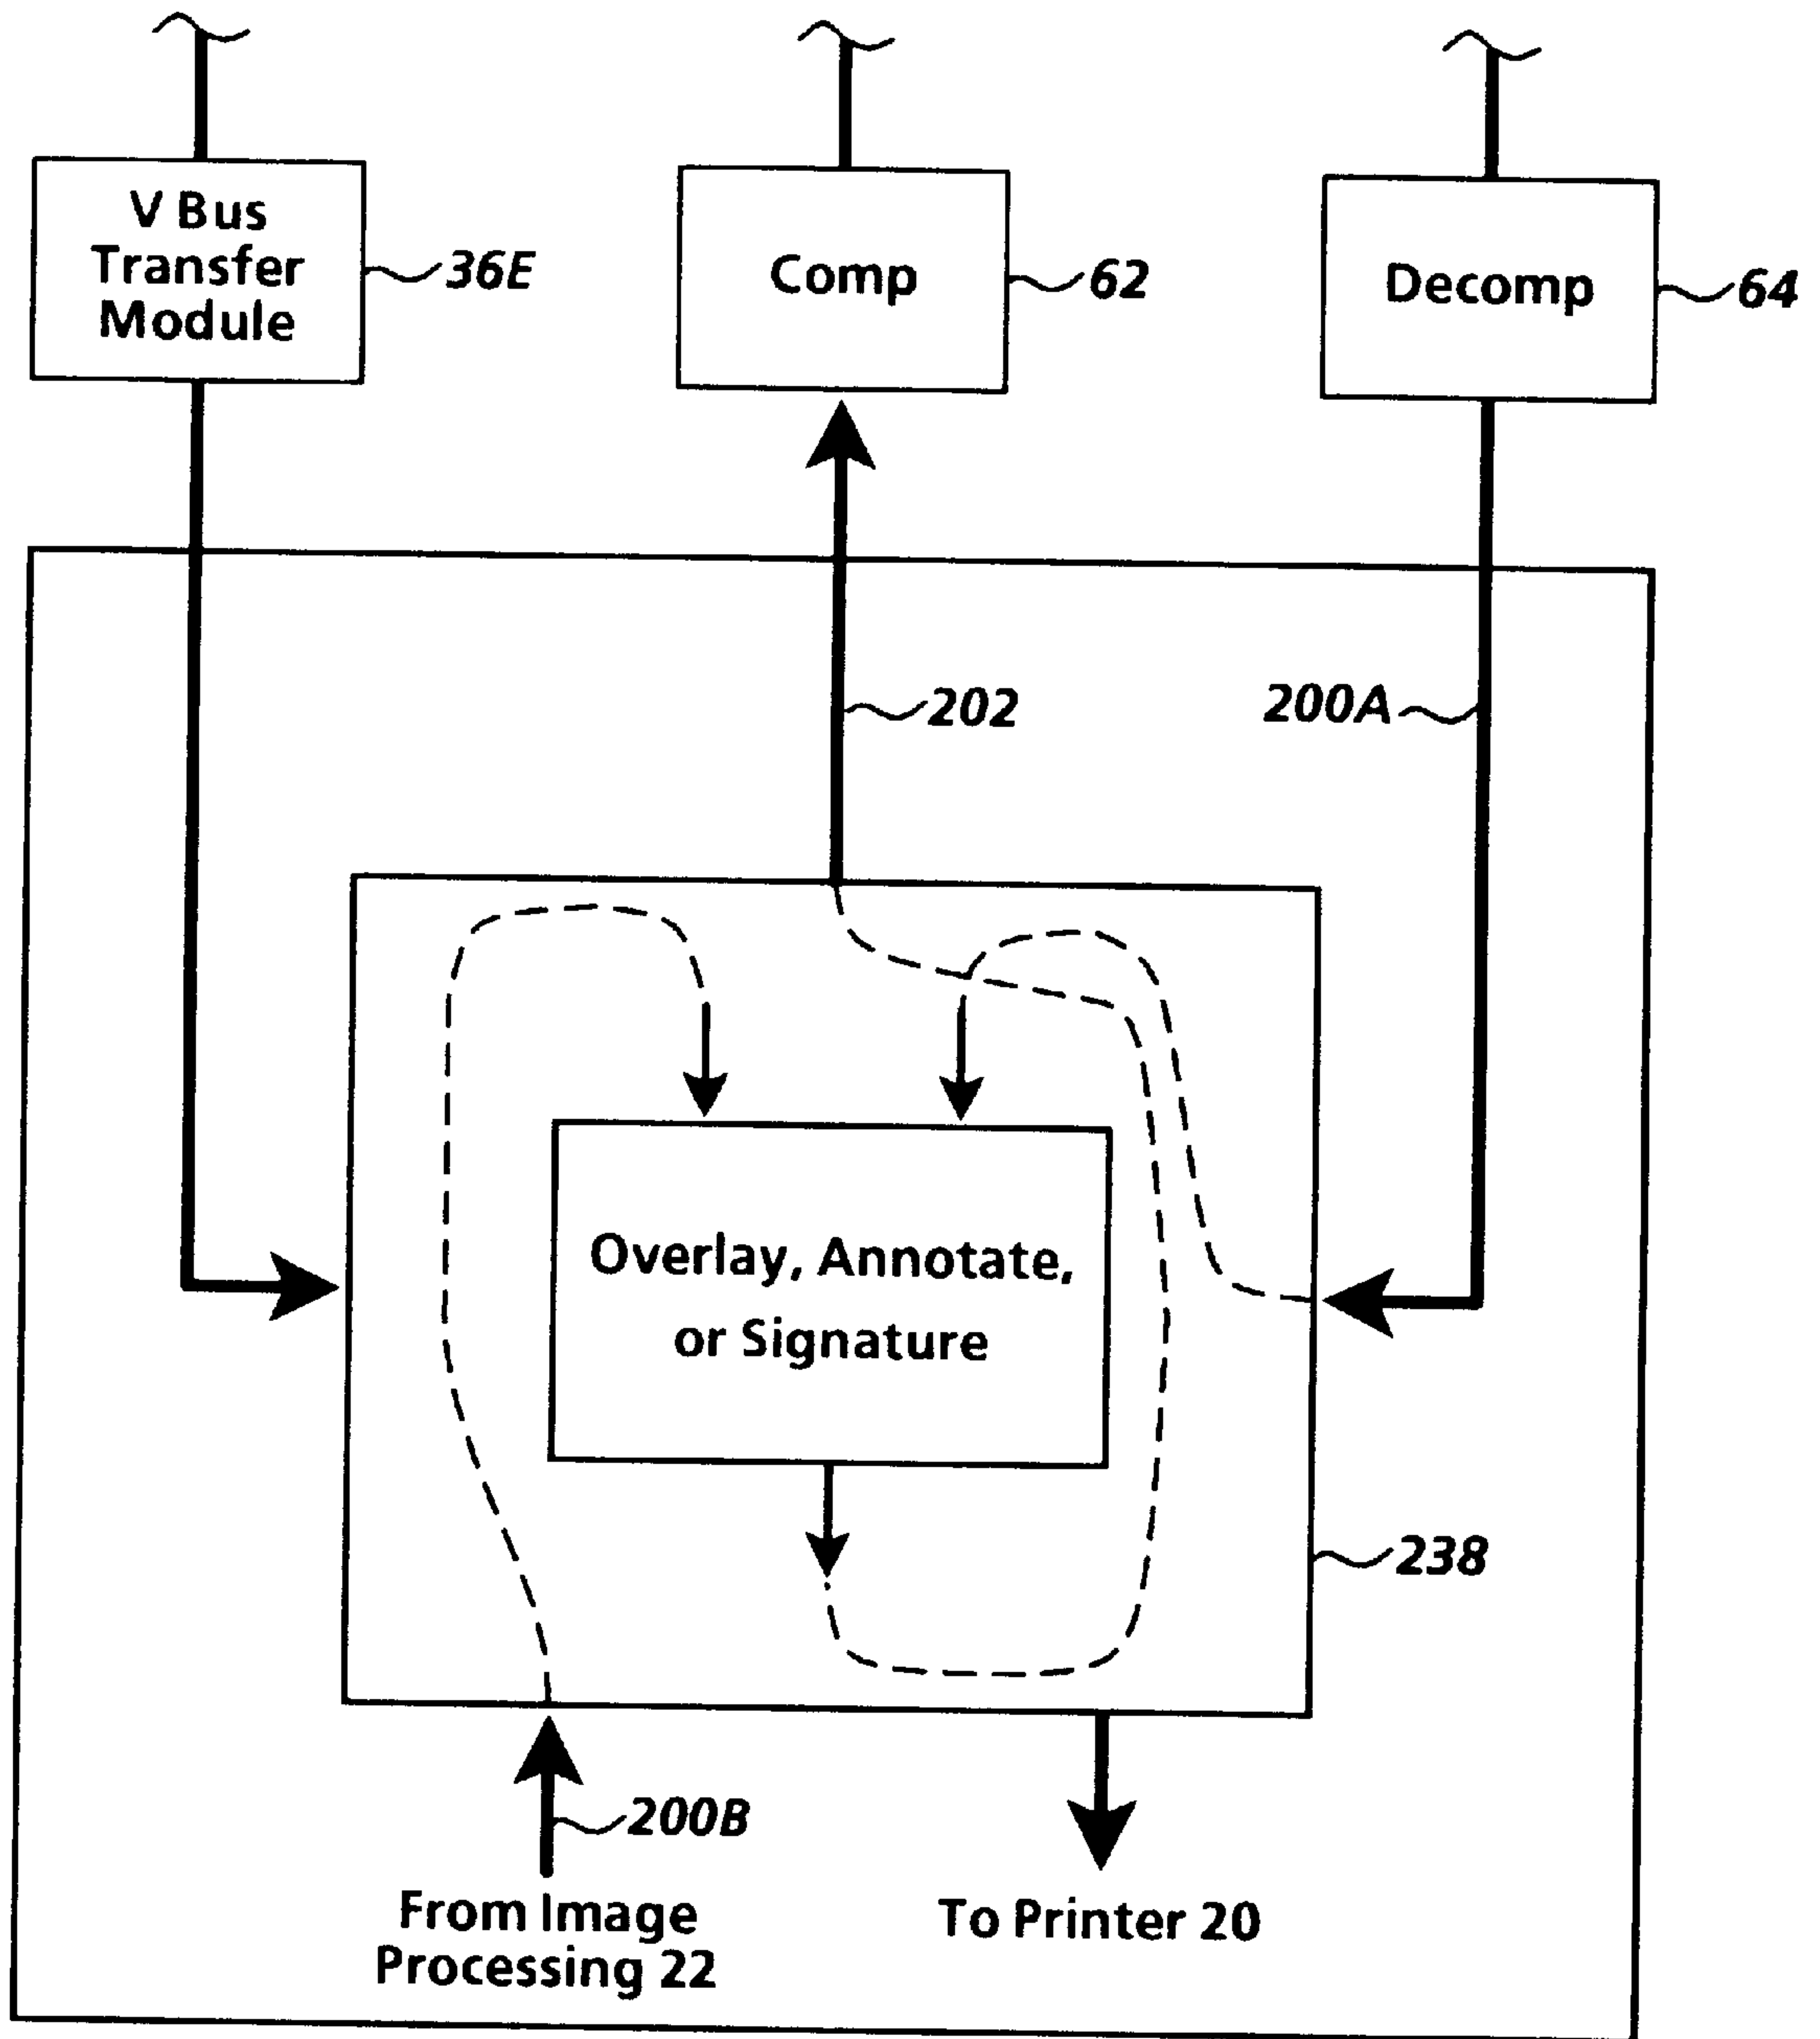 V Bus
Transfer
Module
36E
Comp
62
Decomp
64
202
200A
Overlay, Annotate,
or Signature
238
200B
From Image
Processing 22
To Printer 20